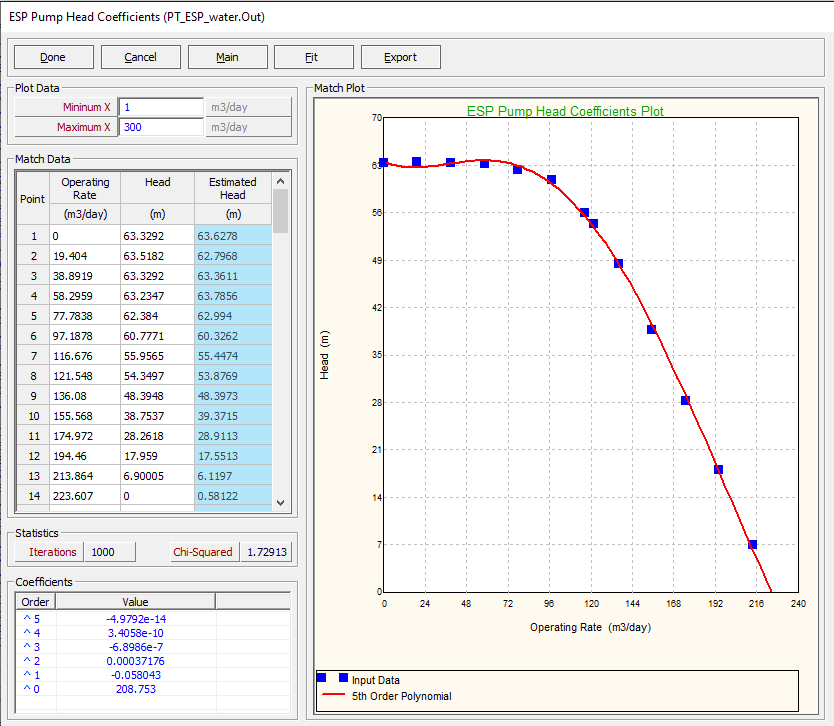 ESP Pump Head Coefficients (PT_ESP_water.Out)
Done Cancel Main Fit Export
Plot Data
Mininum X 1 m3/day
Maximum X 300 m3/day
Match Data
Point Operating Rate Head Estimated Head
(m3/day) (m) (m)
1 0 63.3292 63.6278
2 19.404 63.5182 62.7968
3 38.8919 63.3292 63.3611
4 58.2959 63.2347 63.7856
5 77.7838 62.384 62.994
6 97.1878 60.7771 60.3262
7 116.676 55.9565 55.4474
8 121.548 54.3497 53.8769
9 136.08 48.3948 48.3973
10 155.568 38.7537 39.3715
11 174.972 28.2618 28.9113
12 194.46 17.959 17.5513
13 213.864 6.90005 6.1197
14 223.607 0 0.58122
Statistics
Iterations 1000 Chi-Squared 1.72913
Coefficients
Order Value
^ 5 -4.9792e-14
^ 4 3.4058e-10
^ 3 -6.8986e-7
^ 2 0.00037176
^ 1 -0.058043
^ 0 208.753
Match Plot
ESP Pump Head Coefficients Plot
70
63
56
49
42
35
28
21
14
7
0
Head (m)
0 24 48 72 96 120 144 168 192 216 240
Operating Rate (m3/day)
Input Data
5th Order Polynomial